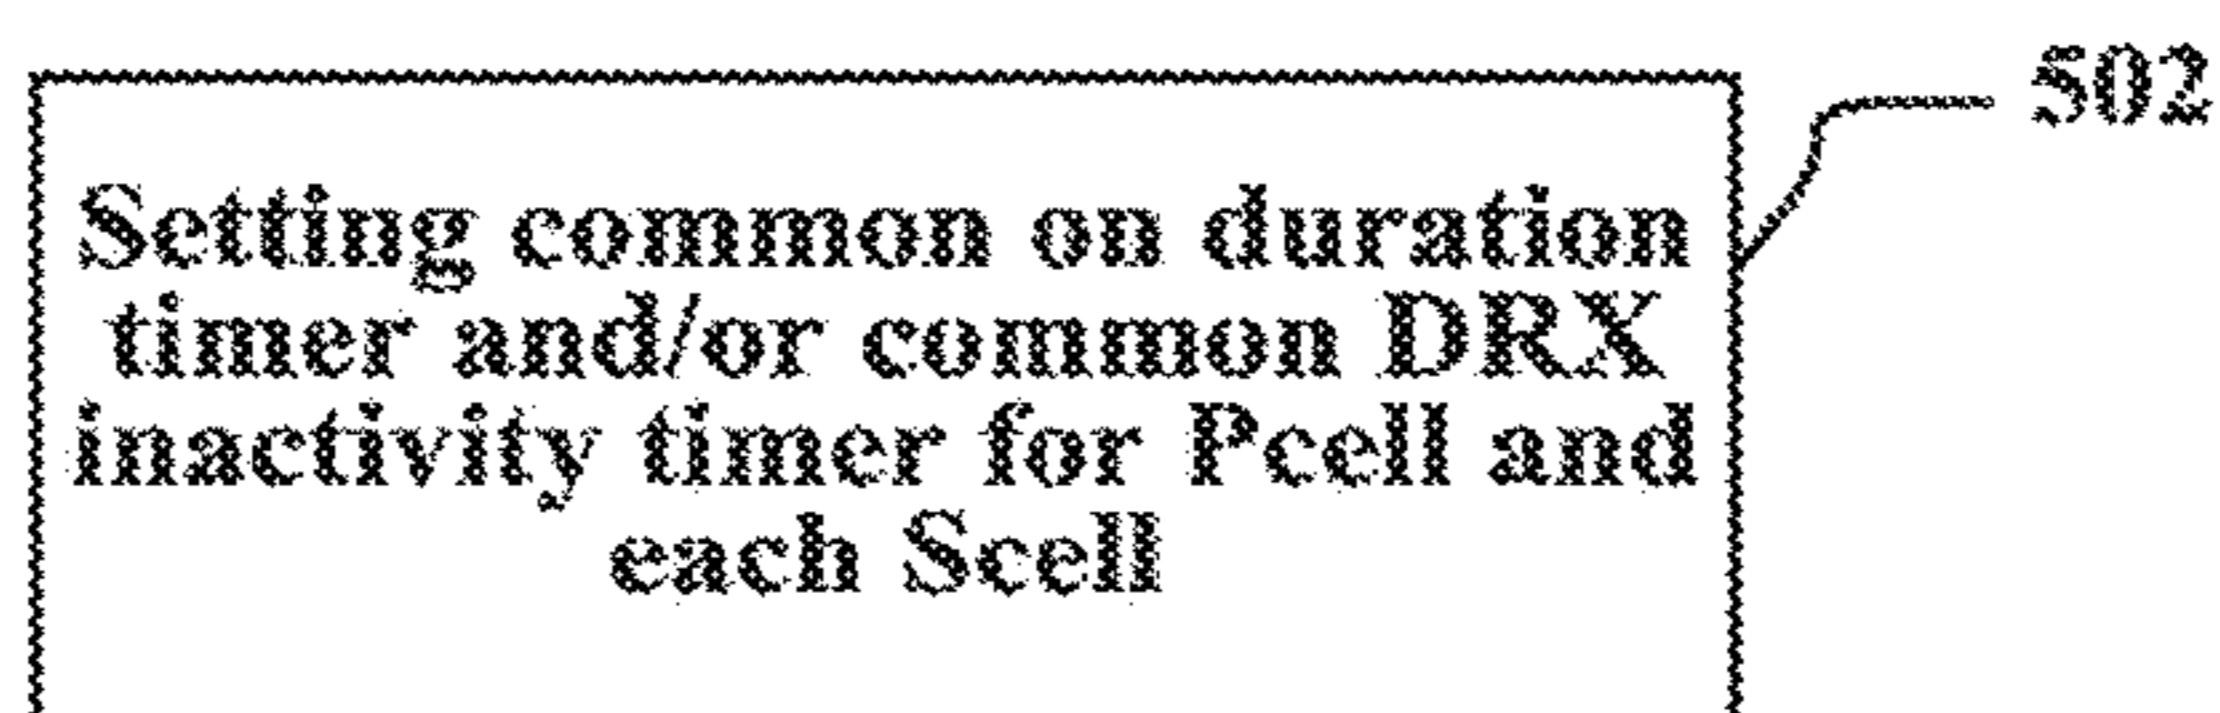 502
Setting common on duration
timer and/or common DRX
inactivity timer for Pcell and
each Scell